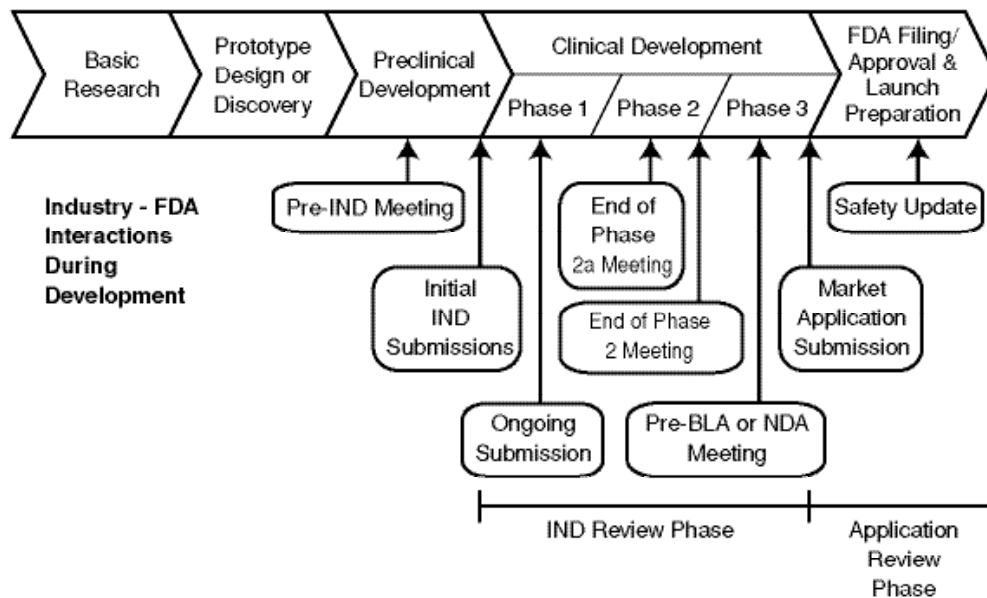 Basic
Research
Prototype
Design or
Discovery
Preclinical
Development
Clinical Development
Phase 1
Phase 2
Phase 3
FDA Filing/
Approval &
Launch
Preparation
Industry - FDA
Interactions
During
Development
Pre-IND Meeting
End of
Phase
2a Meeting
Safety Update
Initial
IND
Submissions
End of Phase
2 Meeting
Market
Application
Submission
Ongoing
Submission
Pre-BLA or NDA
Meeting
IND Review Phase
Application
Review
Phase